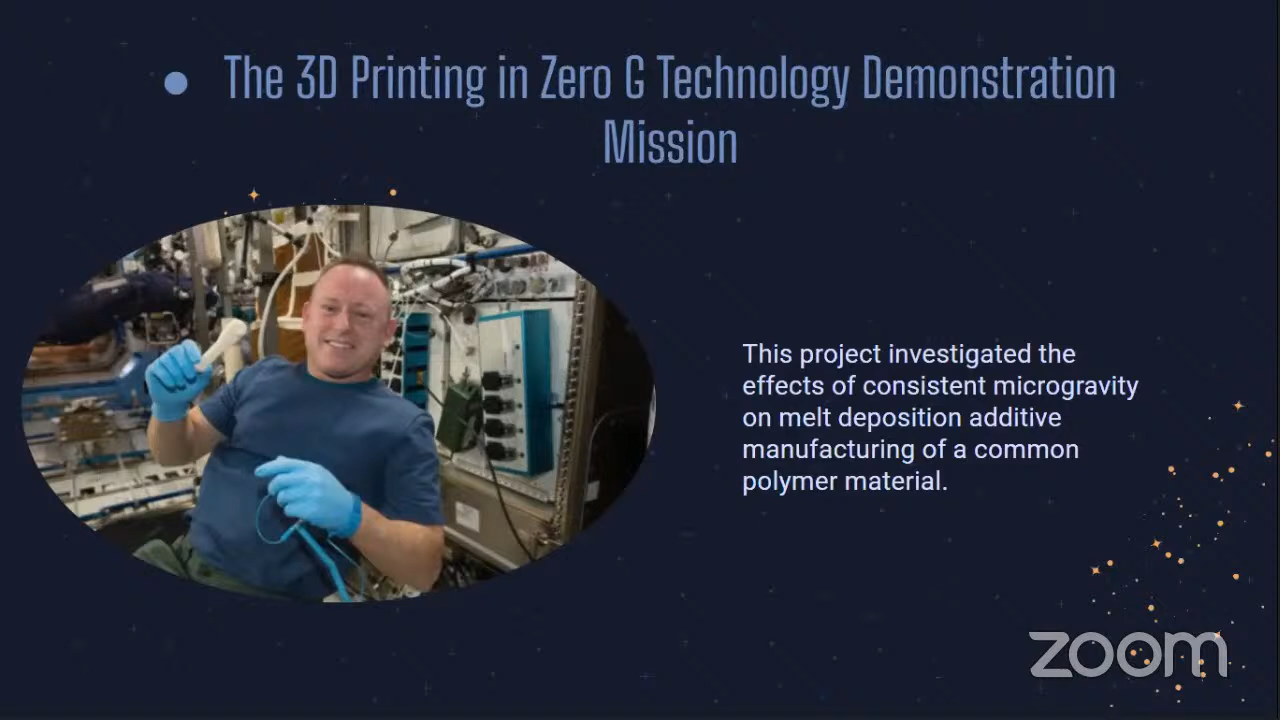 The 3D Printing in Zero G Technology Demonstration
Mission
This project investigated the
effects of consistent microgravity
on melt deposition additive
manufacturing of a common
polymer material.
zoom